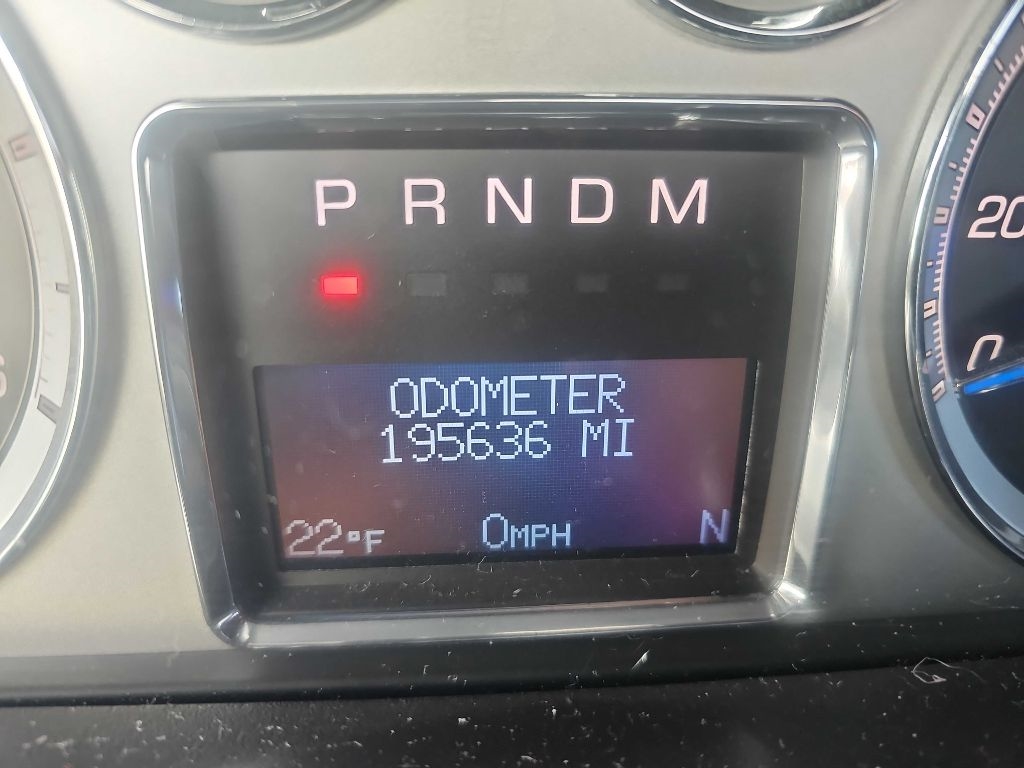 P R N D M
ODOMETER
195636 MI
22°F 0MPH N
20
0